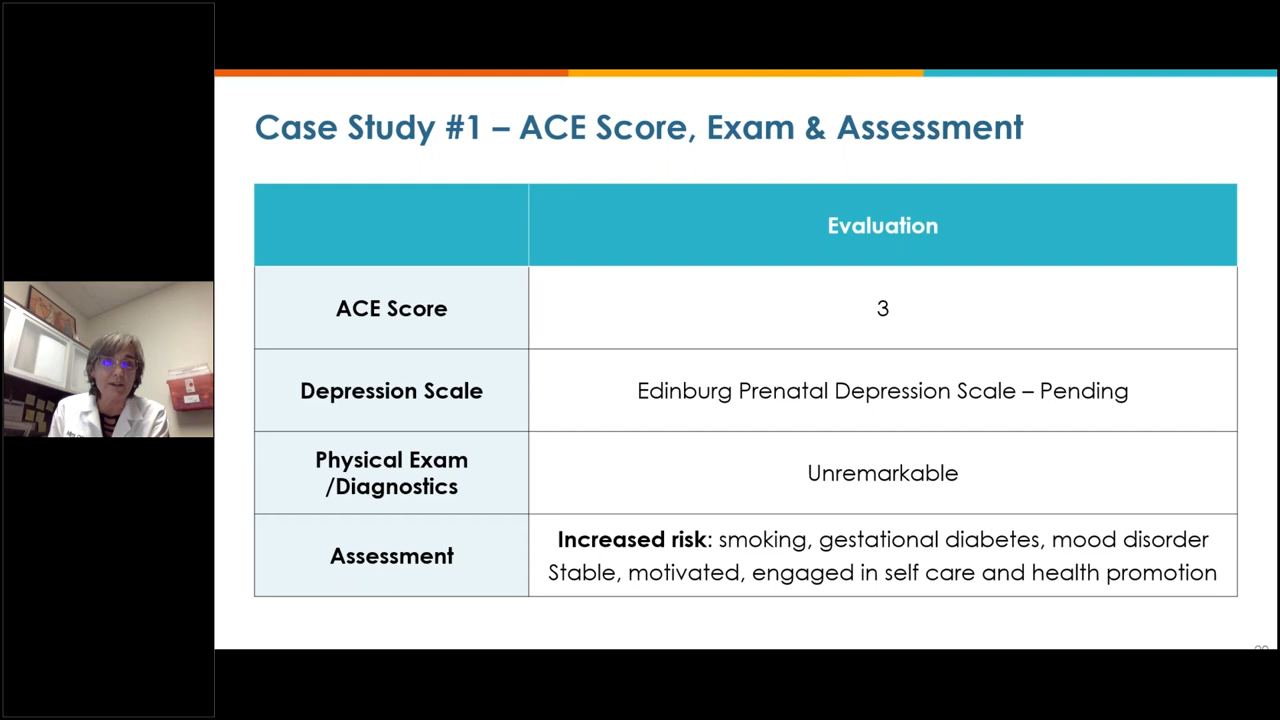 Case Study #1 – ACE Score, Exam & Assessment
Evaluation
ACE Score
3
Depression Scale
Edinburg Prenatal Depression Scale – Pending
Physical Exam
/Diagnostics
Unremarkable
Assessment
Increased risk: smoking, gestational diabetes, mood disorder
Stable, motivated, engaged in self care and health promotion